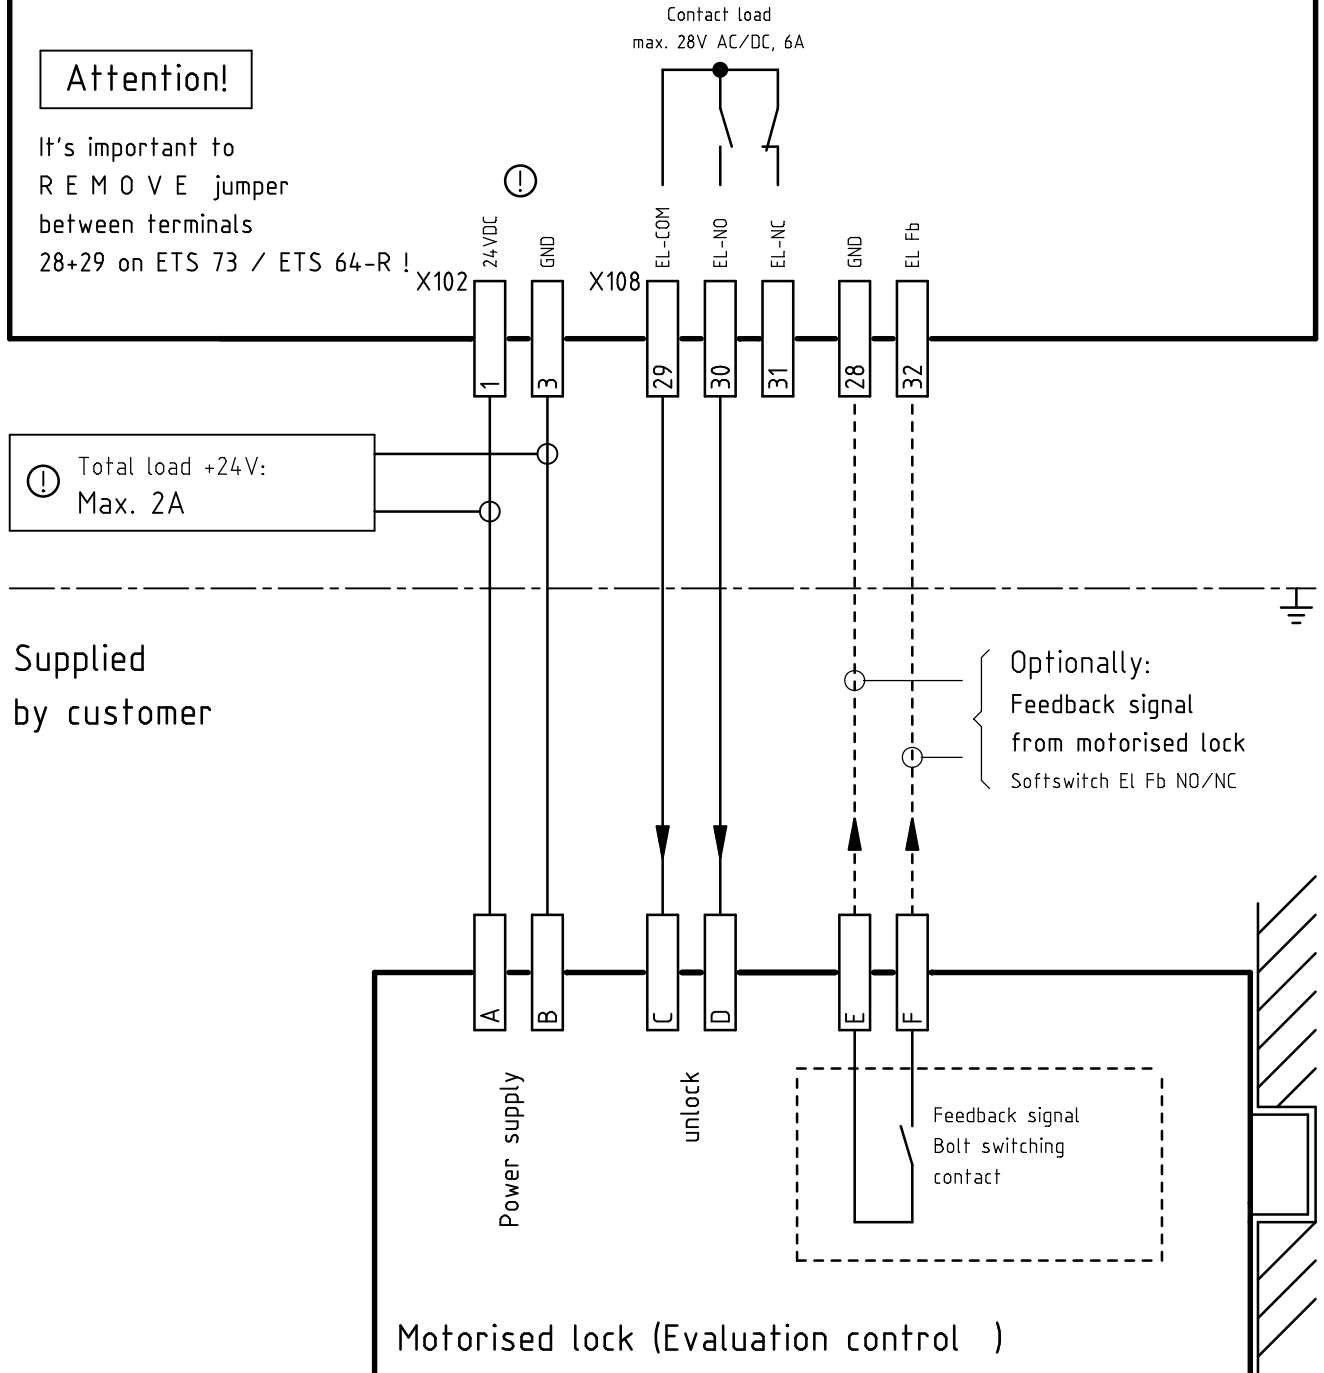 Contact load
max. 28V AC/DC, 6A
Attention!
It's important to
R E M O V E jumper
between terminals
28+29 on ETS 73 / ETS 64-R !
24VDC
GND
EL-COM
EL-NO
EL-NC
GND
EL Fb
X102
X108
1
3
29
30
31
28
32
Total load +24V:
Max. 2A
Supplied
by customer
Optionally:
Feedback signal
from motorised lock
Softswitch El Fb NO/NC
A
B
C
D
E
F
Power supply
unlock
Feedback signal
Bolt switching
contact
Motorised lock (Evaluation control )